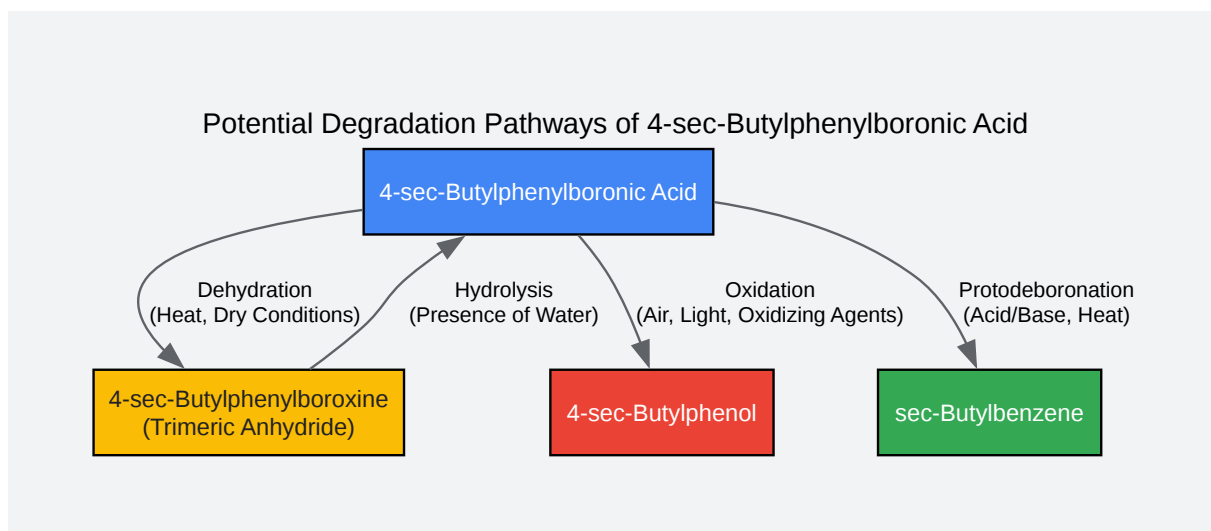 Potential Degradation Pathways of 4-sec-Butylphenylboronic Acid
4-sec-Butylphenylboronic Acid
Dehydration
(Heat, Dry Conditions)
Hydrolysis
(Presence of Water)
Oxidation
(Air, Light, Oxidizing Agents)
Protodeboronation
(Acid/Base, Heat)
4-sec-Butylphenylboroxine
(Trimeric Anhydride)
4-sec-Butylphenol
sec-Butylbenzene